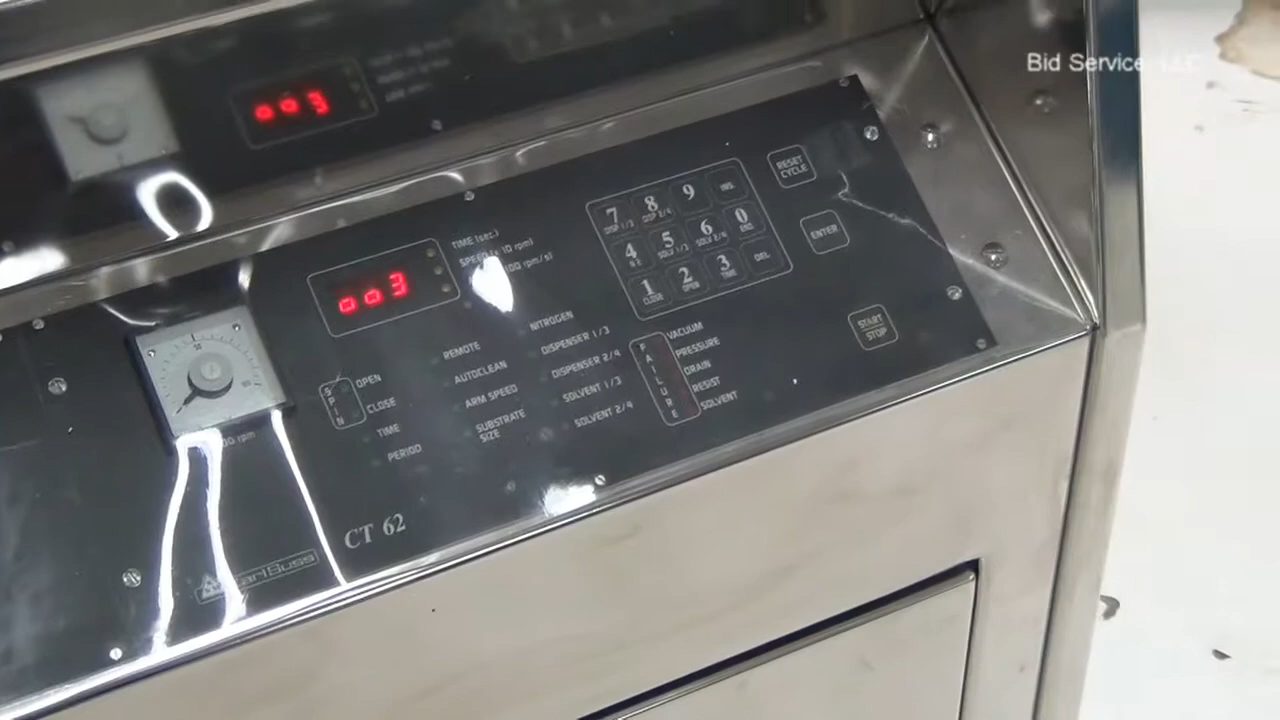 Bid Service, LLC
003
TIME (sec.)
003
NITROGEN
REMOTE
DISPENSER 1/3
AUTOCLEAN
DISPENSER 2/4
ARM SPEED
SOLVENT 1/3
SUBSTRATE
SIZE
SOLVENT 2/4
SPIN
OPEN
CLOSE
TIME
PERIOD
7 8 9 INS.
DISP 1/3 DISP 2/4
4 5 6 0
SOLV 1/3 SOLV 2/4 END
1 2 3 DEL
CLOSE OPEN TIME
RESET
CYCLE
ENTER
START
STOP
FAILURE
VACUUM
PRESSURE
DRAIN
RESIST
SOLVENT
CT 62